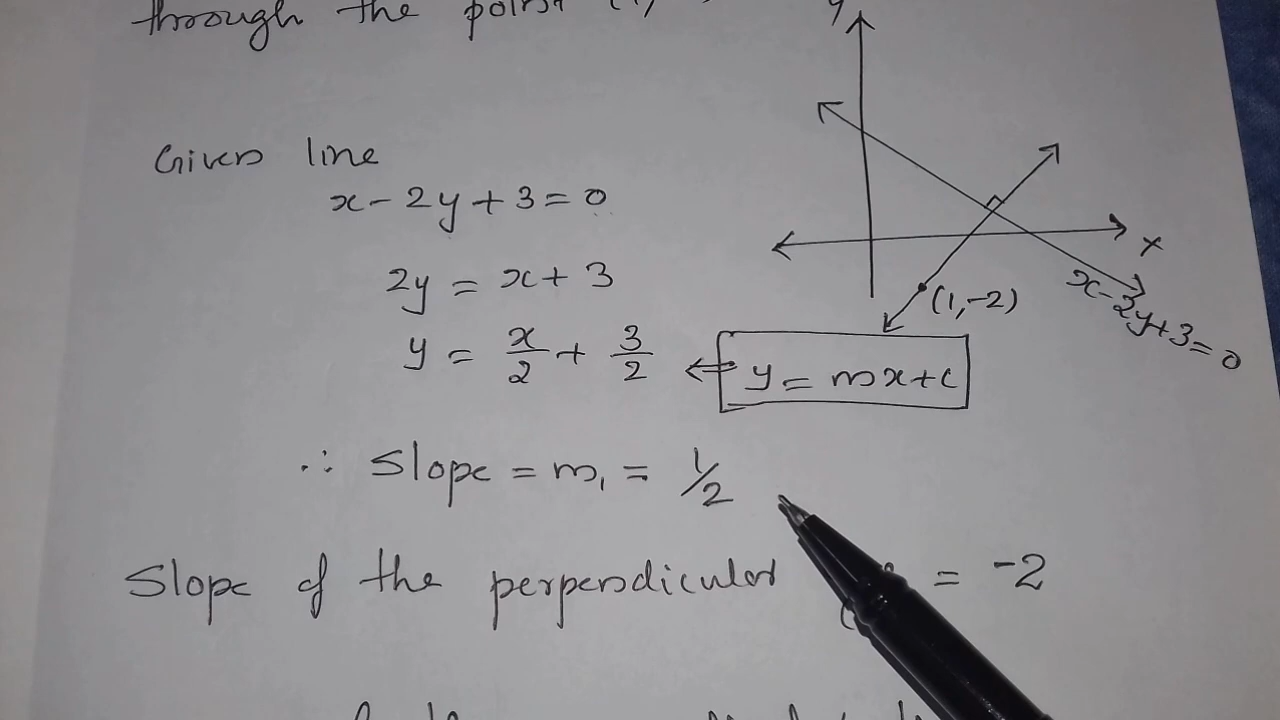 through the point
y
Given line
x - 2y + 3 = 0
2y = x + 3
y = x/2 + 3/2
y = mx + c
x
(1, -2)
x - 2y + 3 = 0
∴ Slope = m₁ = 1/2
Slope of the perpendicular = -2